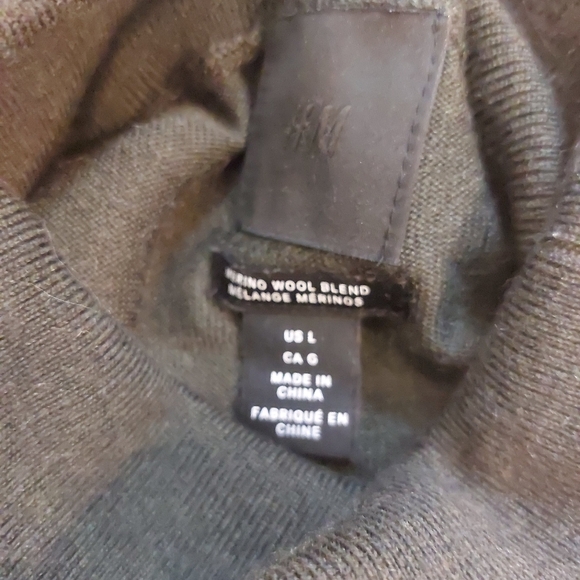 H&M
MERINO WOOL BLEND
MÉLANGE MÉRINOS
US L
CA G
MADE IN
CHINA
FABRIQUÉ EN
CHINE